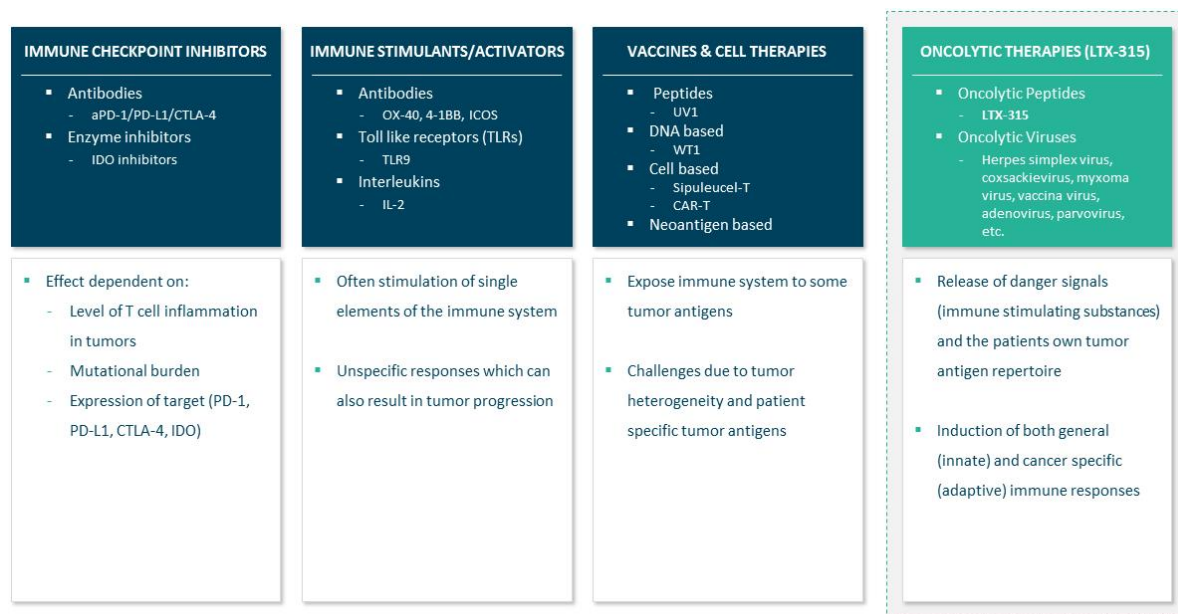 IMMUNE CHECKPOINT INHIBITORS
▪ Antibodies
- aPD-1/PD-L1/CTLA-4
▪ Enzyme inhibitors
- IDO inhibitors
▪ Effect dependent on:
- Level of T cell inflammation
in tumors
- Mutational burden
- Expression of target (PD-1,
PD-L1, CTLA-4, IDO)
IMMUNE STIMULANTS/ACTIVATORS
▪ Antibodies
- OX-40, 4-1BB, ICOS
▪ Toll like receptors (TLRs)
- TLR9
▪ Interleukins
- IL-2
▪ Often stimulation of single
elements of the immune system
▪ Unspecific responses which can
also result in tumor progression
VACCINES & CELL THERAPIES
▪ Peptides
- UV1
▪ DNA based
- WT1
▪ Cell based
- Sipuleucel-T
- CAR-T
▪ Neoantigen based
▪ Expose immune system to some
tumor antigens
▪ Challenges due to tumor
heterogeneity and patient
specific tumor antigens
ONCOLYTIC THERAPIES (LTX-315)
▪ Oncolytic Peptides
- LTX-315
▪ Oncolytic Viruses
- Herpes simplex virus,
coxsackievirus, myxoma
virus, vaccina virus,
adenovirus, parvovirus,
etc.
▪ Release of danger signals
(immune stimulating substances)
and the patients own tumor
antigen repertoire
▪ Induction of both general
(innate) and cancer specific
(adaptive) immune responses